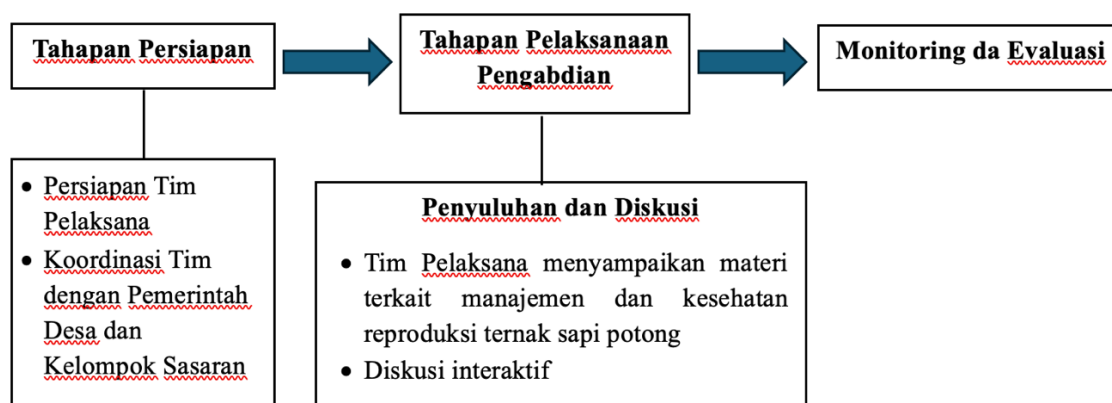 Tahapan Persiapan
Tahapan Pelaksanaan
Pengabdian
Monitoring da Evaluasi
• Persiapan Tim
Pelaksana
• Koordinasi Tim
dengan Pemerintah
Desa dan
Kelompok Sasaran
Penyuluhan dan Diskusi
• Tim Pelaksana menyampaikan materi
terkait manajemen dan kesehatan
reproduksi ternak sapi potong
• Diskusi interaktif